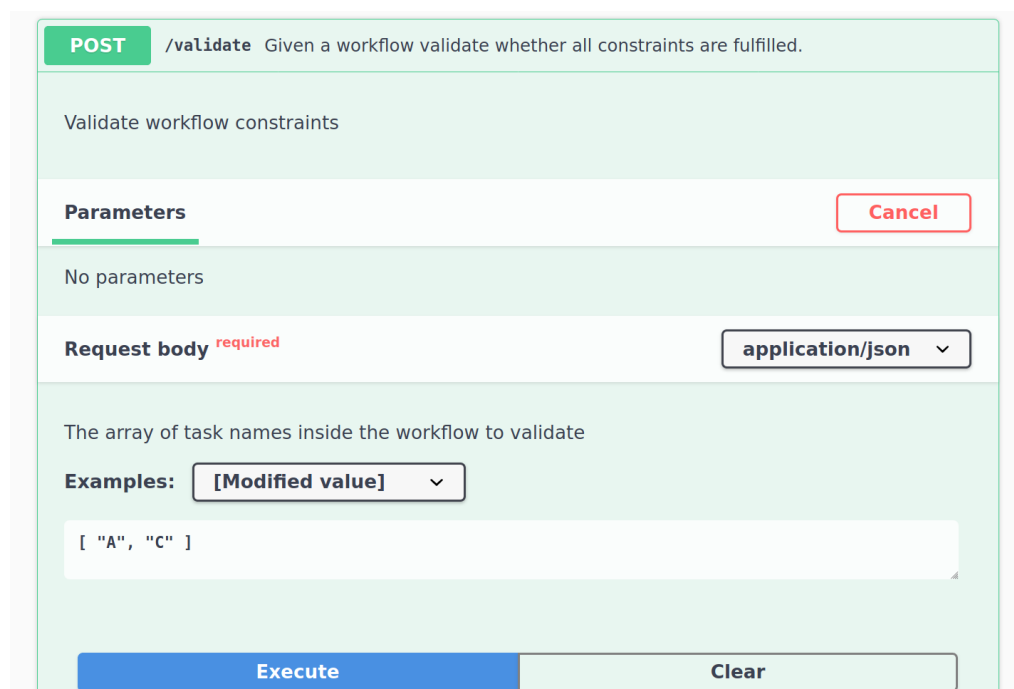 POST /validate Given a workflow validate whether all constraints are fulfilled.
Validate workflow constraints
Parameters Cancel
No parameters
Request body required application/json
The array of task names inside the workflow to validate
Examples: [Modified value]
[ "A", "C" ]
Execute Clear